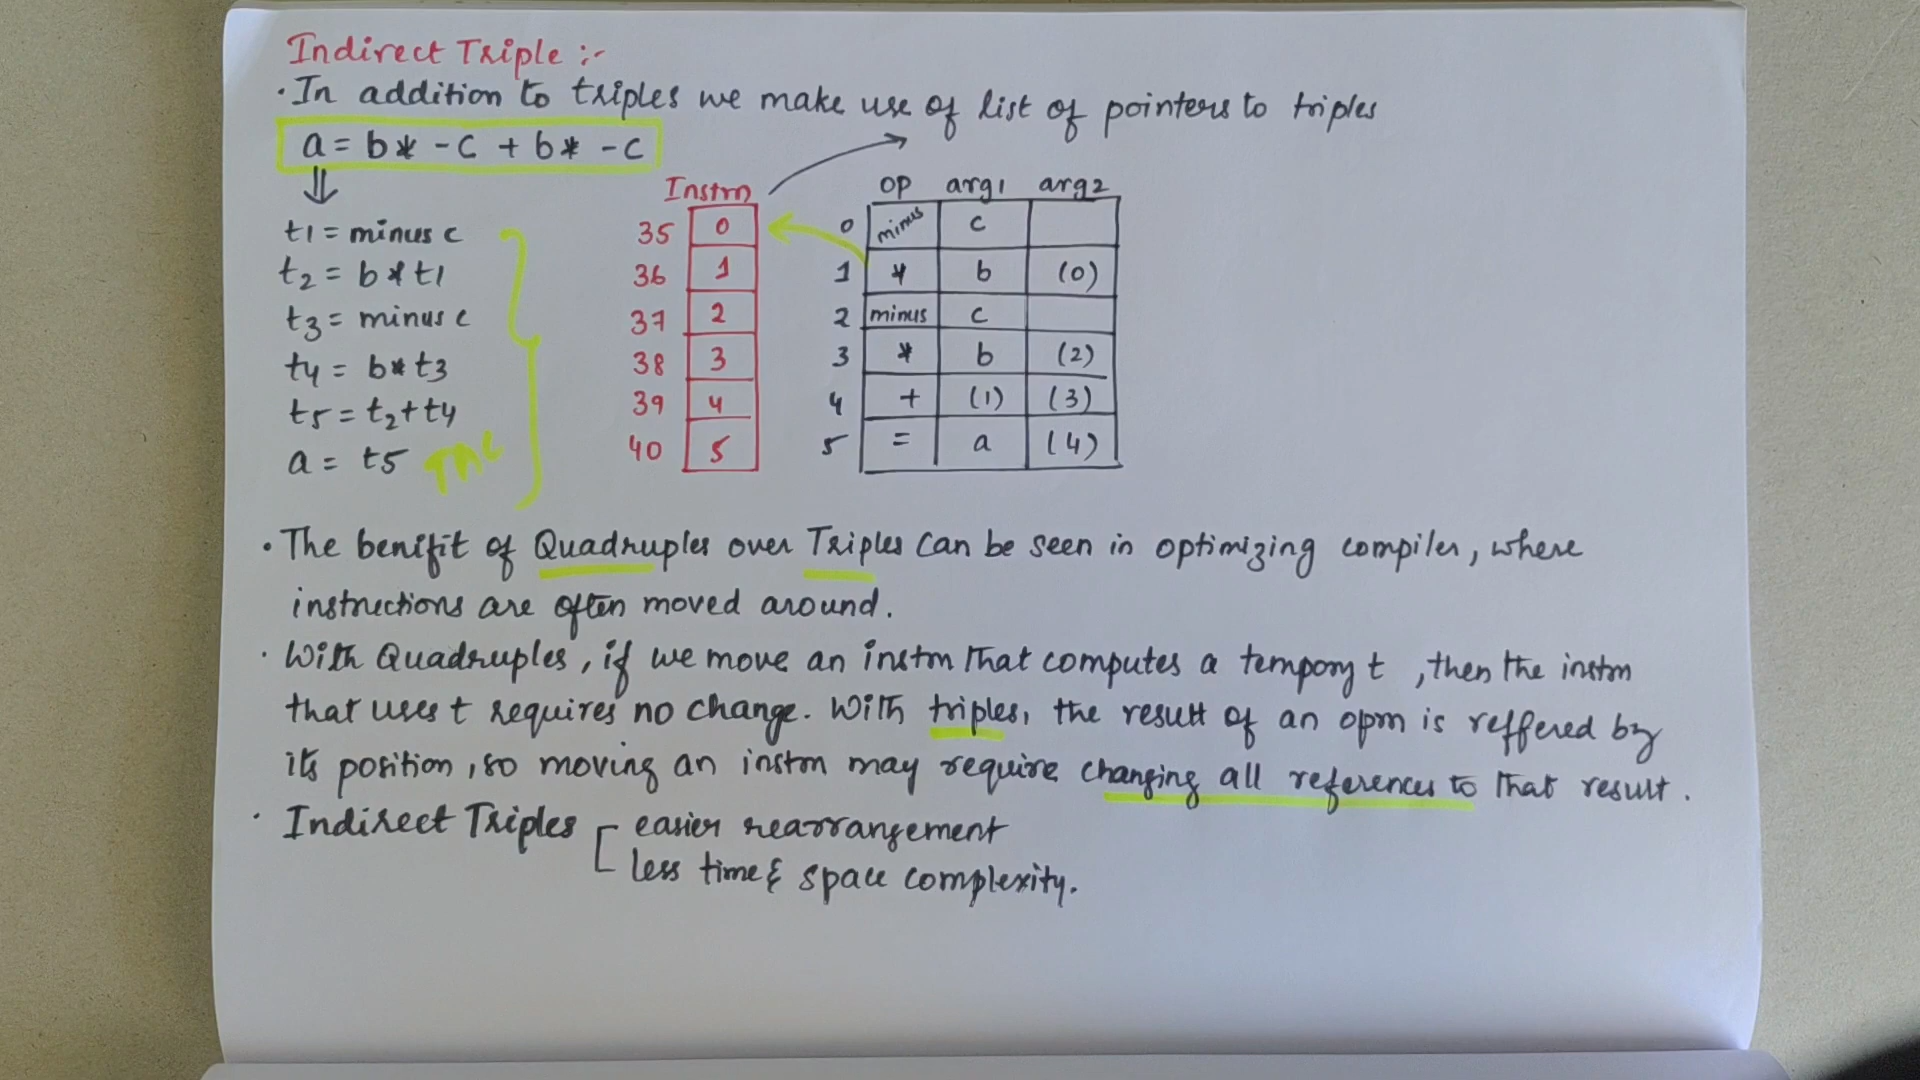 Indirect Triple :-
· In addition to triples we make use of list of pointers to triples
a = b * - c + b * - c
⇓
t1 = minus c
t2 = b * t1
t3 = minus c
t4 = b * t3
t5 = t2 + t4
a = t5
TAC
Instrn
35 0
36 1
37 2
38 3
39 4
40 5
op arg1 arg2
0 minus c
1 * b (0)
2 minus c
3 * b (2)
4 + (1) (3)
5 = a (4)
· The benifit of Quadruples over Triples can be seen in optimizing compiler, where
instructions are often moved around.
· With Quadruples, if we move an instrn that computes a tempory t , then the instrn
that uses t requires no change. With triples, the result of an oprn is reffered by
its position, so moving an instrn may require changing all references to that result.
· Indirect Triples [ easier rearrangement
less time & space complexity.